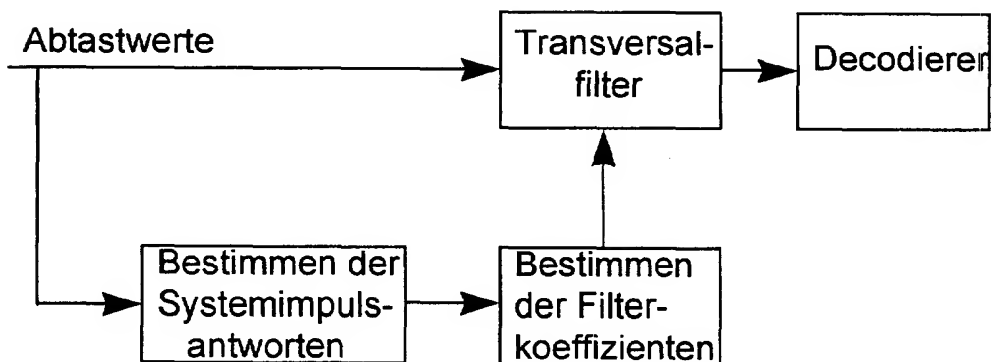 Abtastwerte
Transversal-
filter
Decodierer
Bestimmen der
Systemimpuls-
antworten
Bestimmen
der Filter-
koeffizienten